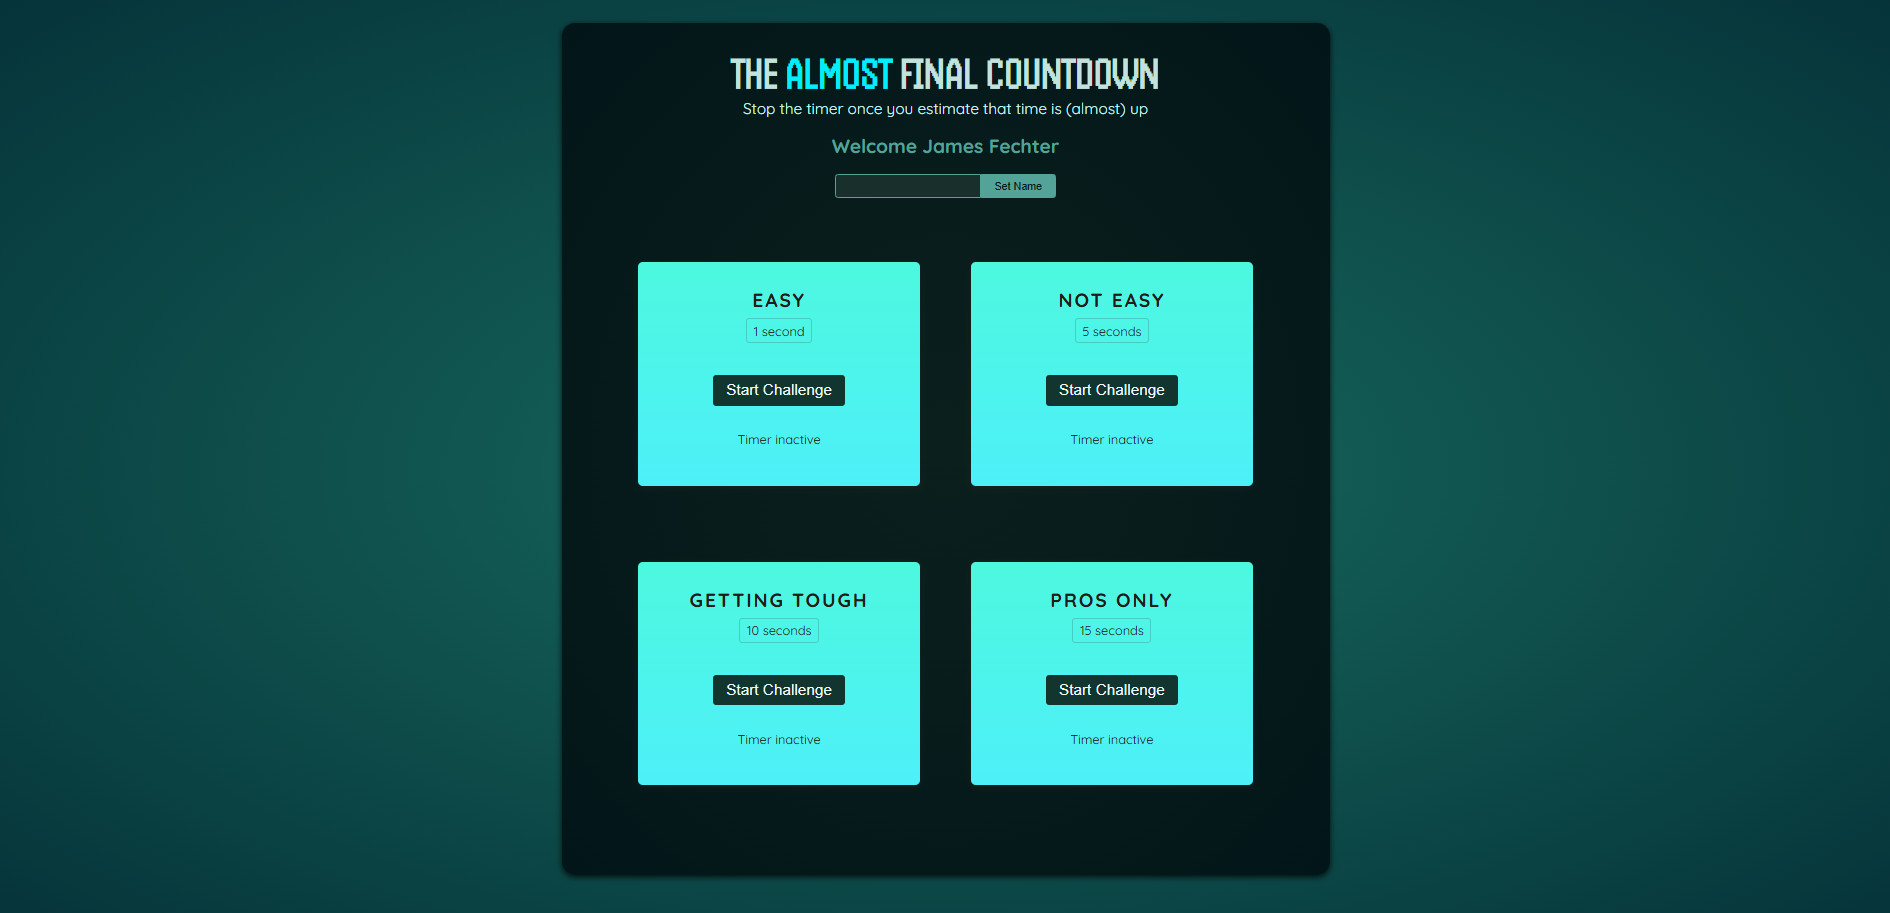 THE ALMOST FINAL COUNTDOWN
Stop the timer once you estimate that time is (almost) up
Welcome James Fechter
Set Name
EASY
1 second
Start Challenge
Timer inactive
NOT EASY
5 seconds
Start Challenge
Timer inactive
GETTING TOUGH
10 seconds
Start Challenge
Timer inactive
PROS ONLY
15 seconds
Start Challenge
Timer inactive